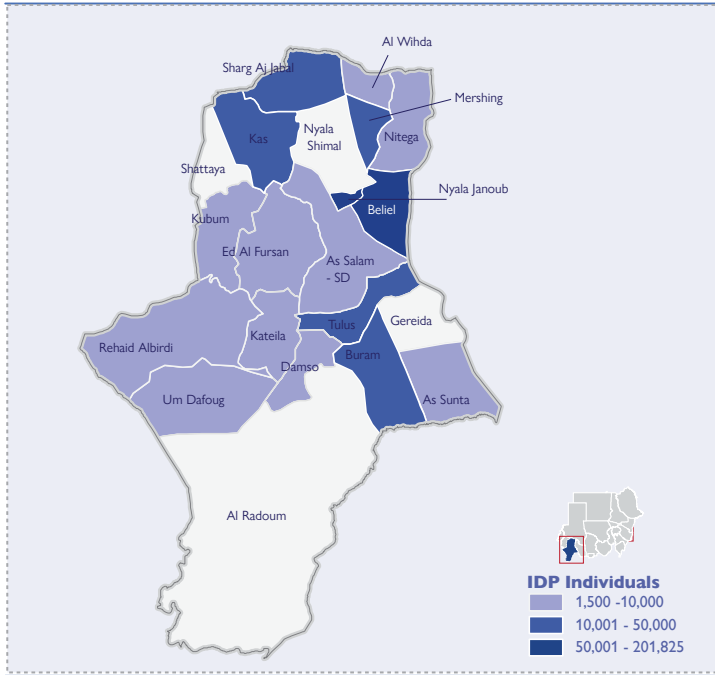 Al Wihda
Sharg Aj Jabal
Mershing
Nyala
Shimal
Nitega
Kas
Shattaya
Nyala Janoub
Beliel
Kubum
Ed Al Fursan
As Salam
- SD
Gereida
Tulus
Kateila
Rehaid Albirdi
Buram
Damso
Um Dafoug
As Sunta
Al Radoum
IDP Individuals
1,500 -10,000
10,001 - 50,000
50,001 - 201,825